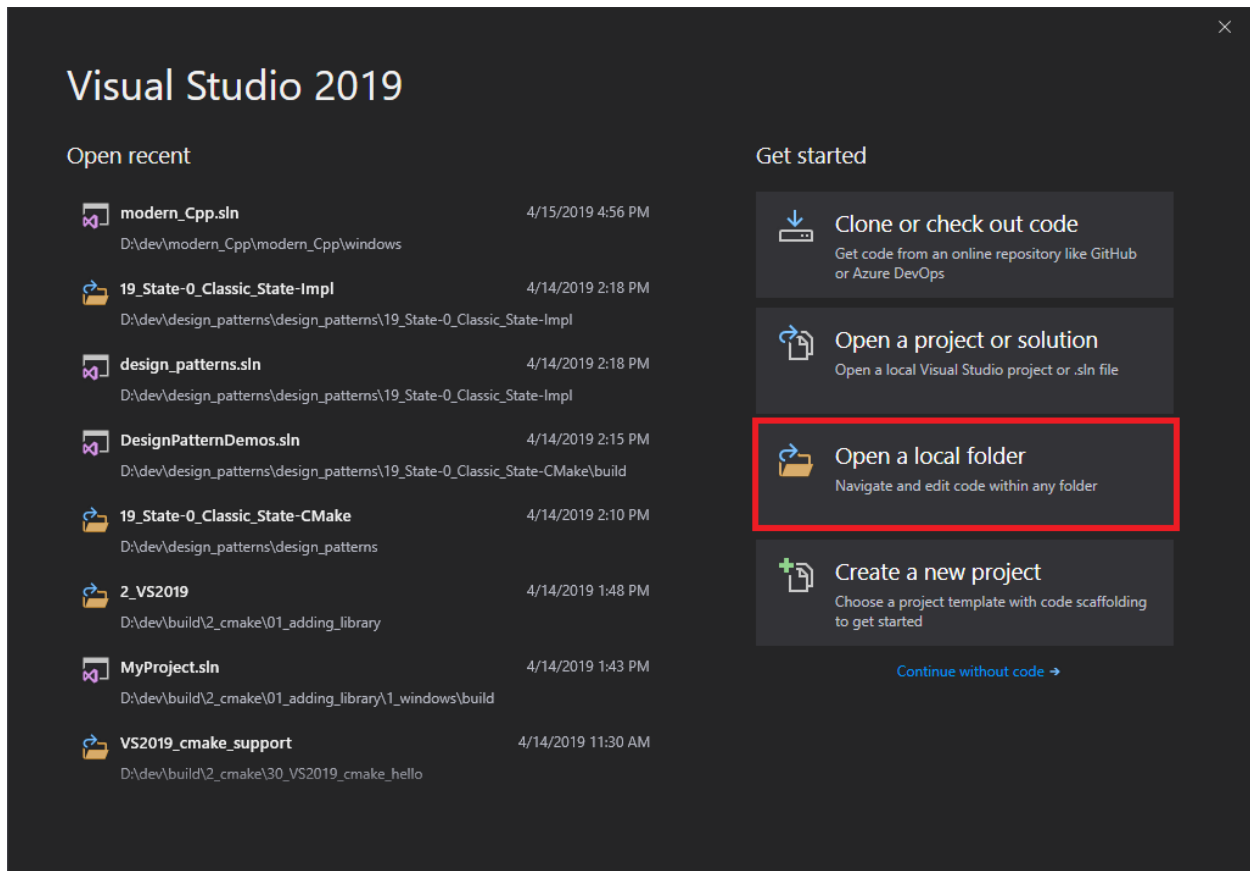 Visual Studio 2019
Open recent
modern_Cpp.sln 4/15/2019 4:56 PM
D:\dev\modern_Cpp\modern_Cpp\windows
19_State-0_Classic_State-Impl 4/14/2019 2:18 PM
D:\dev\design_patterns\design_patterns\19_State-0_Classic_State-Impl
design_patterns.sln 4/14/2019 2:18 PM
D:\dev\design_patterns\design_patterns\19_State-0_Classic_State-Impl
DesignPatternDemos.sln 4/14/2019 2:15 PM
D:\dev\design_patterns\design_patterns\19_State-0_Classic_State-CMake\build
19_State-0_Classic_State-CMake 4/14/2019 2:10 PM
D:\dev\design_patterns\design_patterns
2_VS2019 4/14/2019 1:48 PM
D:\dev\build\2_cmake\01_adding_library
MyProject.sln 4/14/2019 1:43 PM
D:\dev\build\2_cmake\01_adding_library\1_windows\build
VS2019_cmake_support 4/14/2019 11:30 AM
D:\dev\build\2_cmake\30_VS2019_cmake_hello
Get started
Clone or check out code
Get code from an online repository like GitHub
or Azure DevOps
Open a project or solution
Open a local Visual Studio project or .sln file
Open a local folder
Navigate and edit code within any folder
Create a new project
Choose a project template with code scaffolding
to get started
Continue without code →